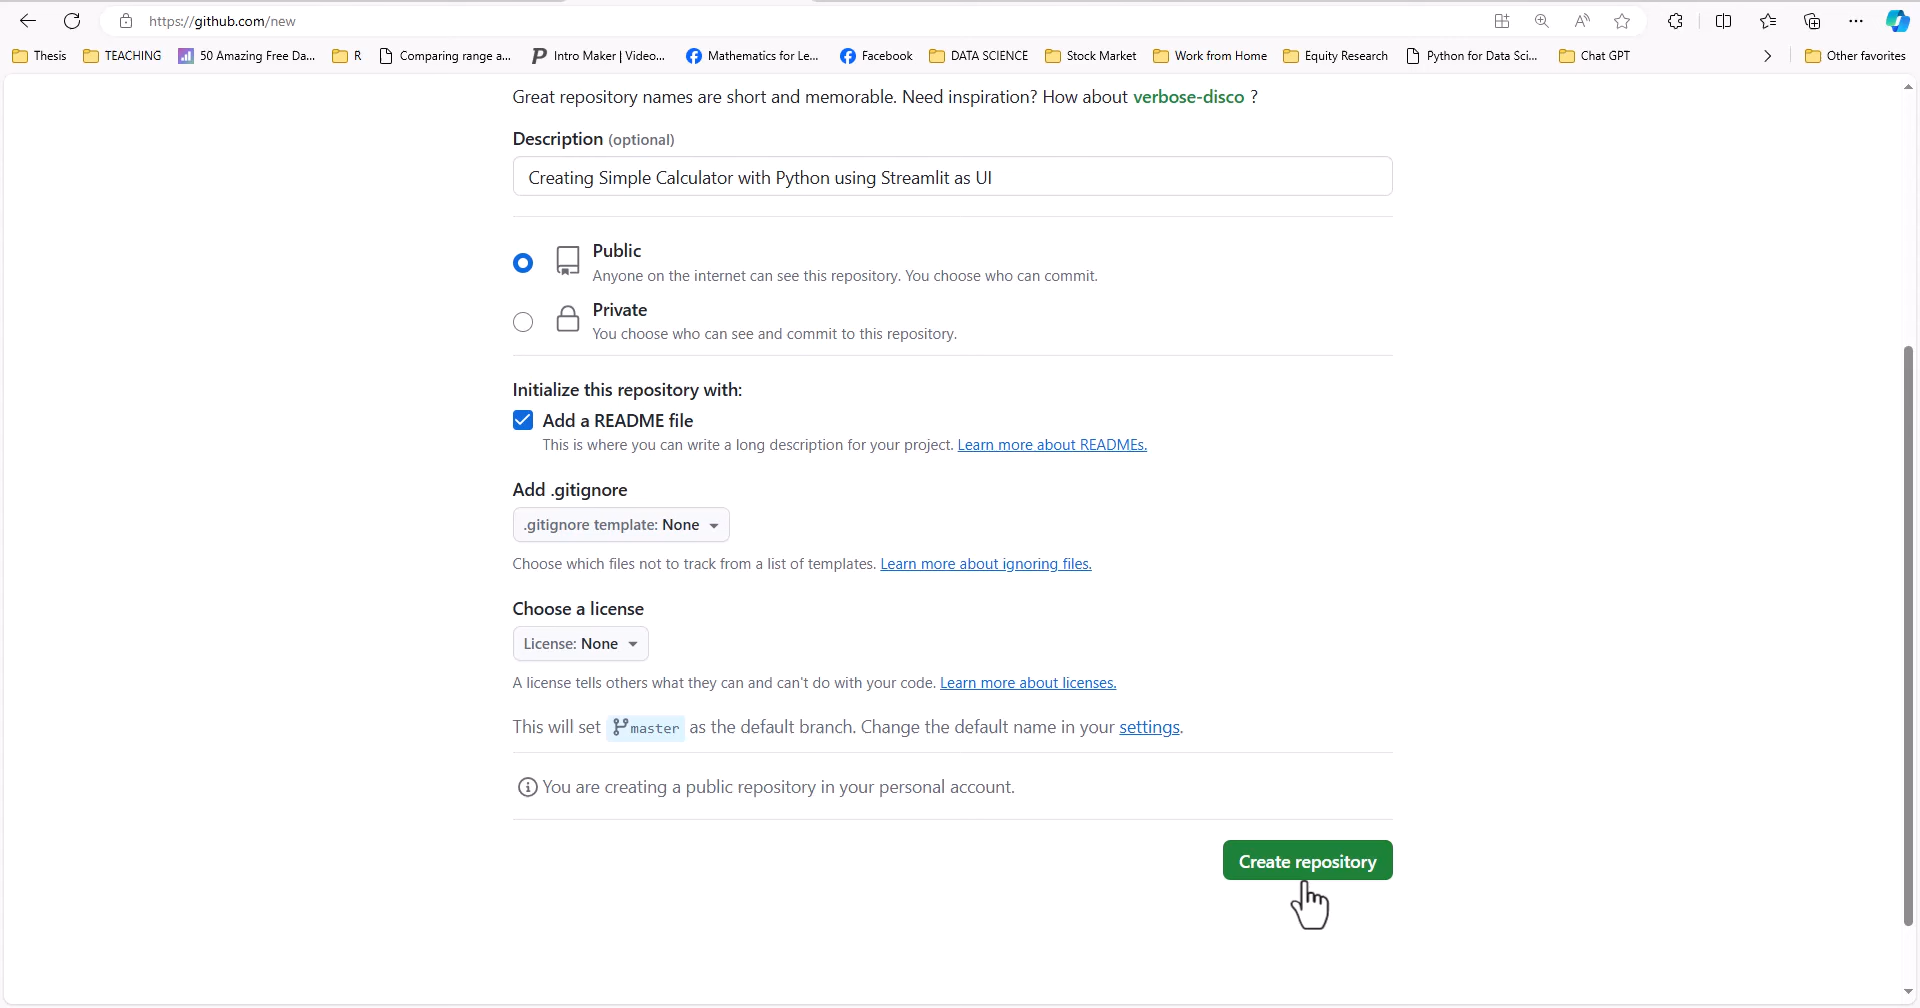 https://github.com/new
Thesis TEACHING 50 Amazing Free Da... R Comparing range a... Intro Maker | Video... Mathematics for Le... Facebook DATA SCIENCE Stock Market Work from Home Equity Research Python for Data Sci... Chat GPT Other favorites
Great repository names are short and memorable. Need inspiration? How about verbose-disco ?
Description (optional)
Creating Simple Calculator with Python using Streamlit as UI
Public
Anyone on the internet can see this repository. You choose who can commit.
Private
You choose who can see and commit to this repository.
Initialize this repository with:
Add a README file
This is where you can write a long description for your project. Learn more about READMEs.
Add .gitignore
.gitignore template: None
Choose which files not to track from a list of templates. Learn more about ignoring files.
Choose a license
License: None
A license tells others what they can and can't do with your code. Learn more about licenses.
This will set master as the default branch. Change the default name in your settings.
You are creating a public repository in your personal account.
Create repository